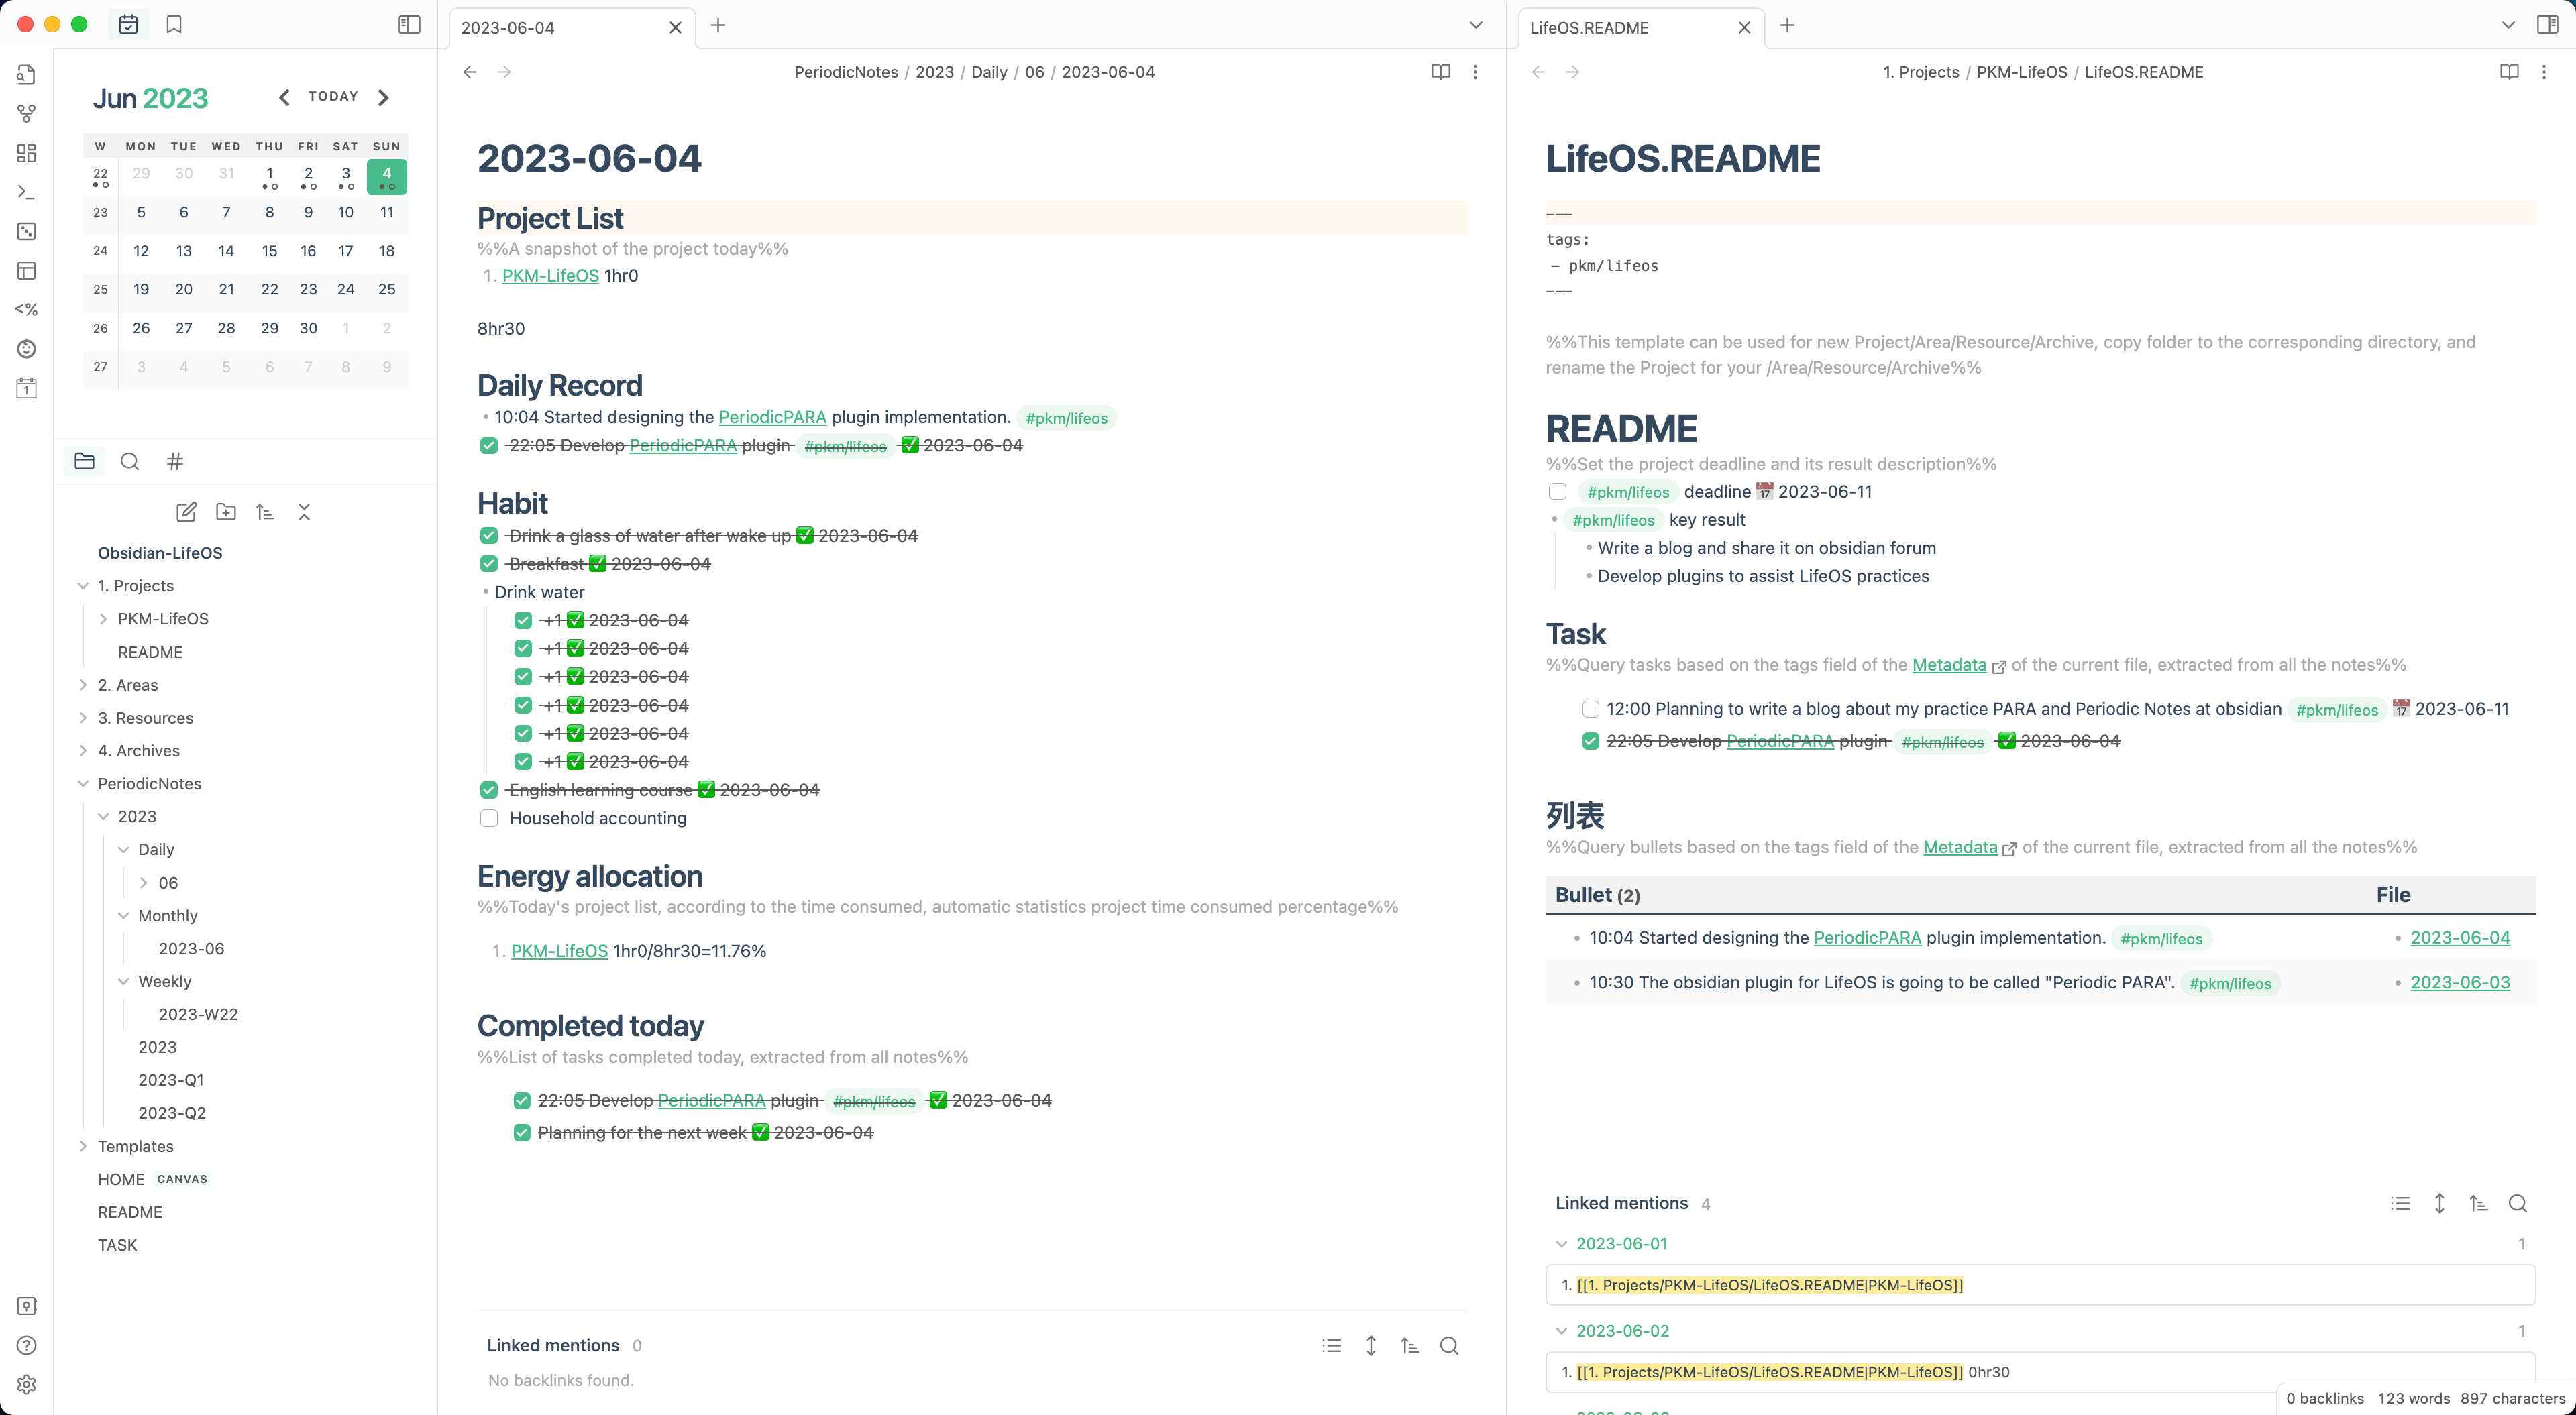 Jun 2023
TODAY
W MON TUE WED THU FRI SAT SUN
22 29 30 31 1 2 3 4
23 5 6 7 8 9 10 11
24 12 13 14 15 16 17 18
25 19 20 21 22 23 24 25
26 26 27 28 29 30 1 2
27 3 4 5 6 7 8 9
<%
1
Obsidian-LifeOS
1. Projects
PKM-LifeOS
README
2. Areas
3. Resources
4. Archives
PeriodicNotes
2023
Daily
06
Monthly
2023-06
Weekly
2023-W22
2023
2023-Q1
2023-Q2
Templates
HOME CANVAS
README
TASK
2023-06-04
PeriodicNotes / 2023 / Daily / 06 / 2023-06-04
2023-06-04
Project List
%%A snapshot of the project today%%
1. PKM-LifeOS 1hr0
8hr30
Daily Record
• 10:04 Started designing the PeriodicPARA plugin implementation. #pkm/lifeos
22:05 Develop PeriodicPARA plugin #pkm/lifeos ✅ 2023-06-04
Habit
Drink a glass of water after wake up ✅ 2023-06-04
Breakfast ✅ 2023-06-04
• Drink water
+1 ✅ 2023-06-04
+1 ✅ 2023-06-04
+1 ✅ 2023-06-04
+1 ✅ 2023-06-04
+1 ✅ 2023-06-04
+1 ✅ 2023-06-04
English learning course ✅ 2023-06-04
Household accounting
Energy allocation
%%Today's project list, according to the time consumed, automatic statistics project time consumed percentage%%
1. PKM-LifeOS 1hr0/8hr30=11.76%
Completed today
%%List of tasks completed today, extracted from all notes%%
22:05 Develop PeriodicPARA plugin #pkm/lifeos ✅ 2023-06-04
Planning for the next week ✅ 2023-06-04
Linked mentions 0
No backlinks found.
LifeOS.README
1. Projects / PKM-LifeOS / LifeOS.README
LifeOS.README
---
tags:
- pkm/lifeos
---
%%This template can be used for new Project/Area/Resource/Archive, copy folder to the corresponding directory, and
rename the Project for your /Area/Resource/Archive%%
README
%%Set the project deadline and its result description%%
#pkm/lifeos deadline 📅 2023-06-11
• #pkm/lifeos key result
• Write a blog and share it on obsidian forum
• Develop plugins to assist LifeOS practices
Task
%%Query tasks based on the tags field of the Metadata of the current file, extracted from all the notes%%
12:00 Planning to write a blog about my practice PARA and Periodic Notes at obsidian #pkm/lifeos 📅 2023-06-11
22:05 Develop PeriodicPARA plugin #pkm/lifeos ✅ 2023-06-04
列表
%%Query bullets based on the tags field of the Metadata of the current file, extracted from all the notes%%
Bullet (2) File
• 10:04 Started designing the PeriodicPARA plugin implementation. #pkm/lifeos • 2023-06-04
• 10:30 The obsidian plugin for LifeOS is going to be called "Periodic PARA". #pkm/lifeos • 2023-06-03
Linked mentions 4
2023-06-01 1
1. [[1. Projects/PKM-LifeOS/LifeOS.README|PKM-LifeOS]]
2023-06-02 1
1. [[1. Projects/PKM-LifeOS/LifeOS.README|PKM-LifeOS]] 0hr30
0 backlinks 123 words 897 characters